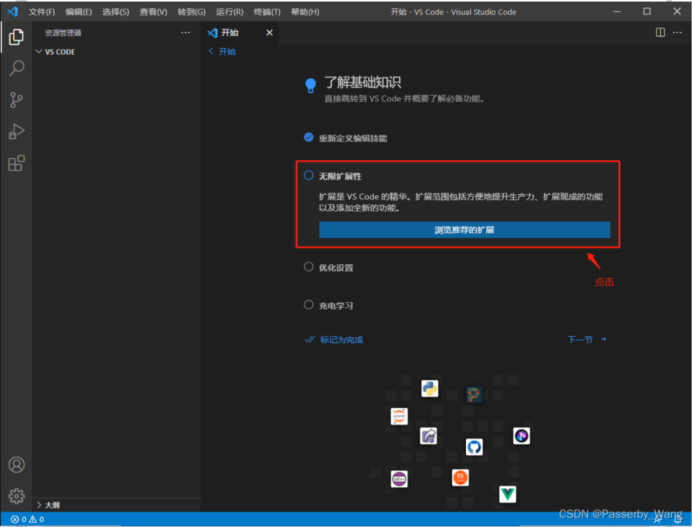 文件(F) 编辑(E) 选择(S) 查看(V) 转到(G) 运行(R) 终端(T) 帮助(H) 开始 - VS Code - Visual Studio Code
资源管理器
开始
VS CODE
开始
了解基础知识
直接跳转到 VS Code 并概要了解必备功能。
重新定义编辑技能
无限扩展性
扩展是 VS Code 的精华。扩展范围包括方便地提升生产力、扩展现成的功能
以及添加全新的功能。
浏览推荐的扩展
优化设置
点击
充电学习
标记为完成 下一节
大纲
0 0
CSDN @Passerby_Wang